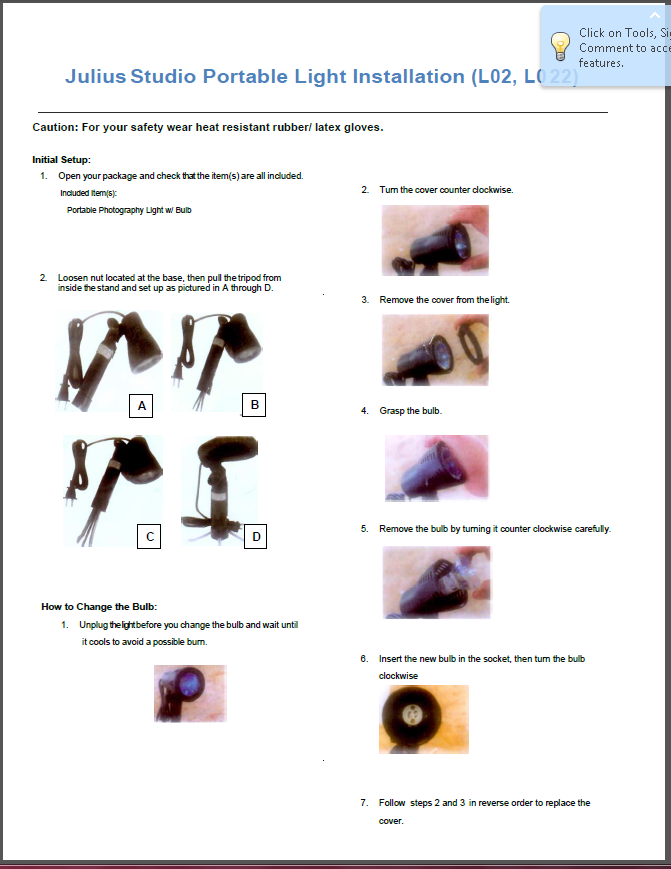 Click on Tools,
Comment to
features.
Julius Studio Portable Light Installation (L02, L022)
Caution: For your safety wear heat resistant rubber/ latex gloves.
Initial Setup:
1. Open your package and check that the item(s) are all included.
Included Item(s):
Portable Photography Light w/ Bulb
2. Loosen nut located at the base, then pull the tripod from
inside the stand and set up as pictured in A through D.
A
B
C
D
How to Change the Bulb:
1. Unplug the light before you change the bulb and wait until
it cools to avoid a possible burn.
2. Turn the cover counter clockwise.
3. Remove the cover from the light.
4. Grasp the bulb.
5. Remove the bulb by turning it counter clockwise carefully.
6. Insert the new bulb in the socket, then turn the bulb
clockwise
7. Follow steps 2 and 3 in reverse order to replace the
cover.